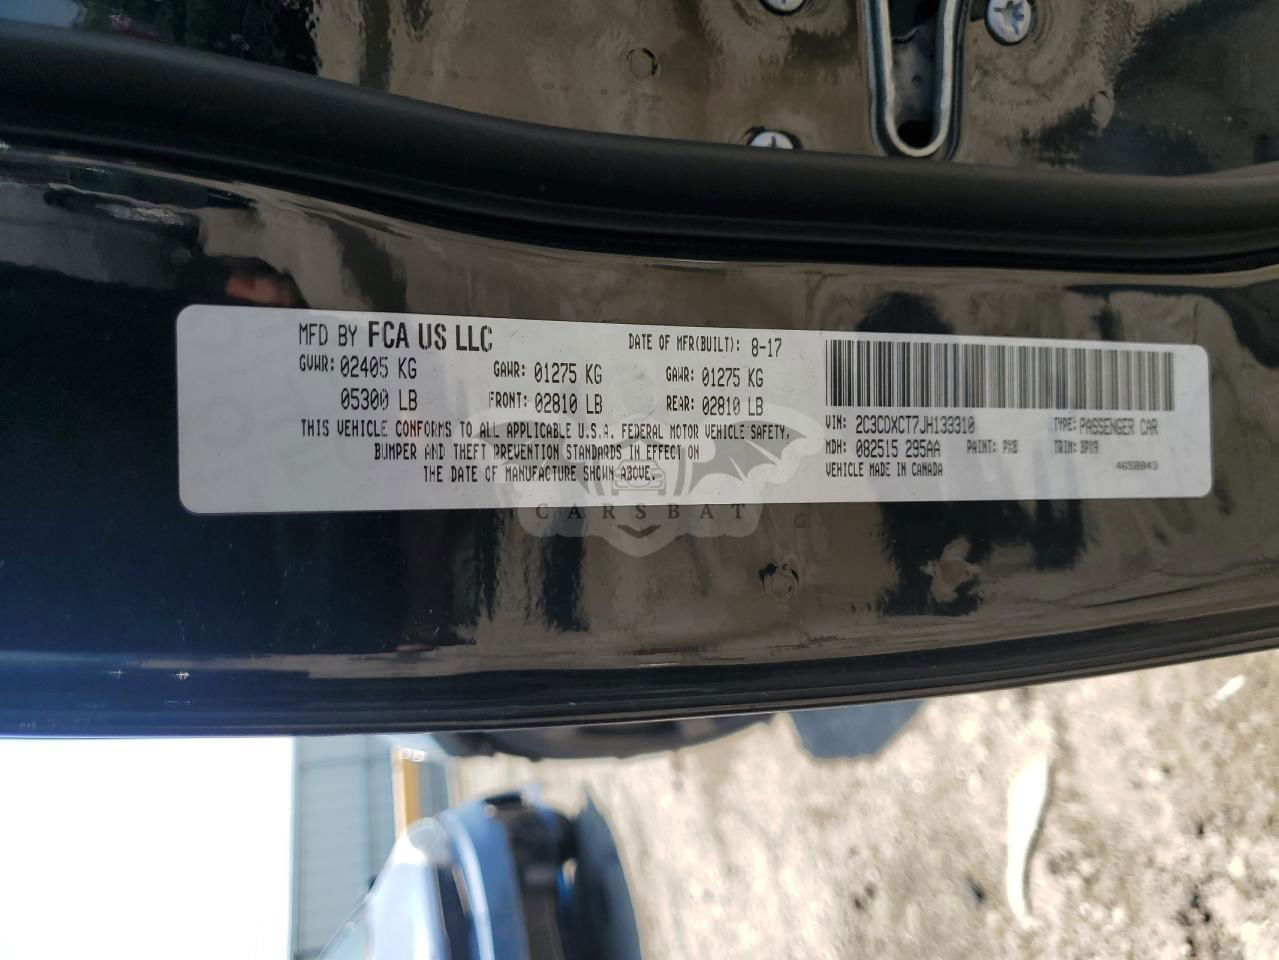 MFD BY FCA US LLC DATE OF MFR(BUILT): 8-17
GVWR: 02405 KG GAWR: 01275 KG GAWR: 01275 KG
05300 LB FRONT: 02810 LB REAR: 02810 LB
THIS VEHICLE CONFORMS TO ALL APPLICABLE U.S.A. FEDERAL MOTOR VEHICLE SAFETY,
BUMPER AND THEFT PREVENTION STANDARDS IN EFFECT ON
THE DATE OF MANUFACTURE SHOWN ABOVE.
VIN: 2C3CDXCT7JH133310 TYPE: PASSENGER CAR
MDH: 082515 295AA PAINT: PX8 TRIM: BPX9
VEHICLE MADE IN CANADA 46S8843
CARSBAT